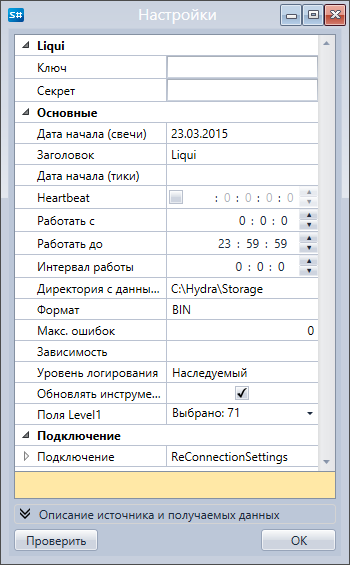 S# Настройки
Liqui
Ключ
Секрет
Основные
Дата начала (свечи) 23.03.2015
Заголовок Liqui
Дата начала (тики)
Heartbeat : 0 : 0 : 0 : 0
Работать с 0 : 0 : 0
Работать до 23 : 59 : 59
Интервал работы 0 : 0 : 0
Директория с данны... C:\Hydra\Storage
Формат BIN
Макс. ошибок 0
Зависимость
Уровень логирования Наследуемый
Обновлять инструме...
Поля Level1 Выбрано: 71
Подключение
Подключение ReConnectionSettings
Описание источника и получаемых данных
Проверить OK